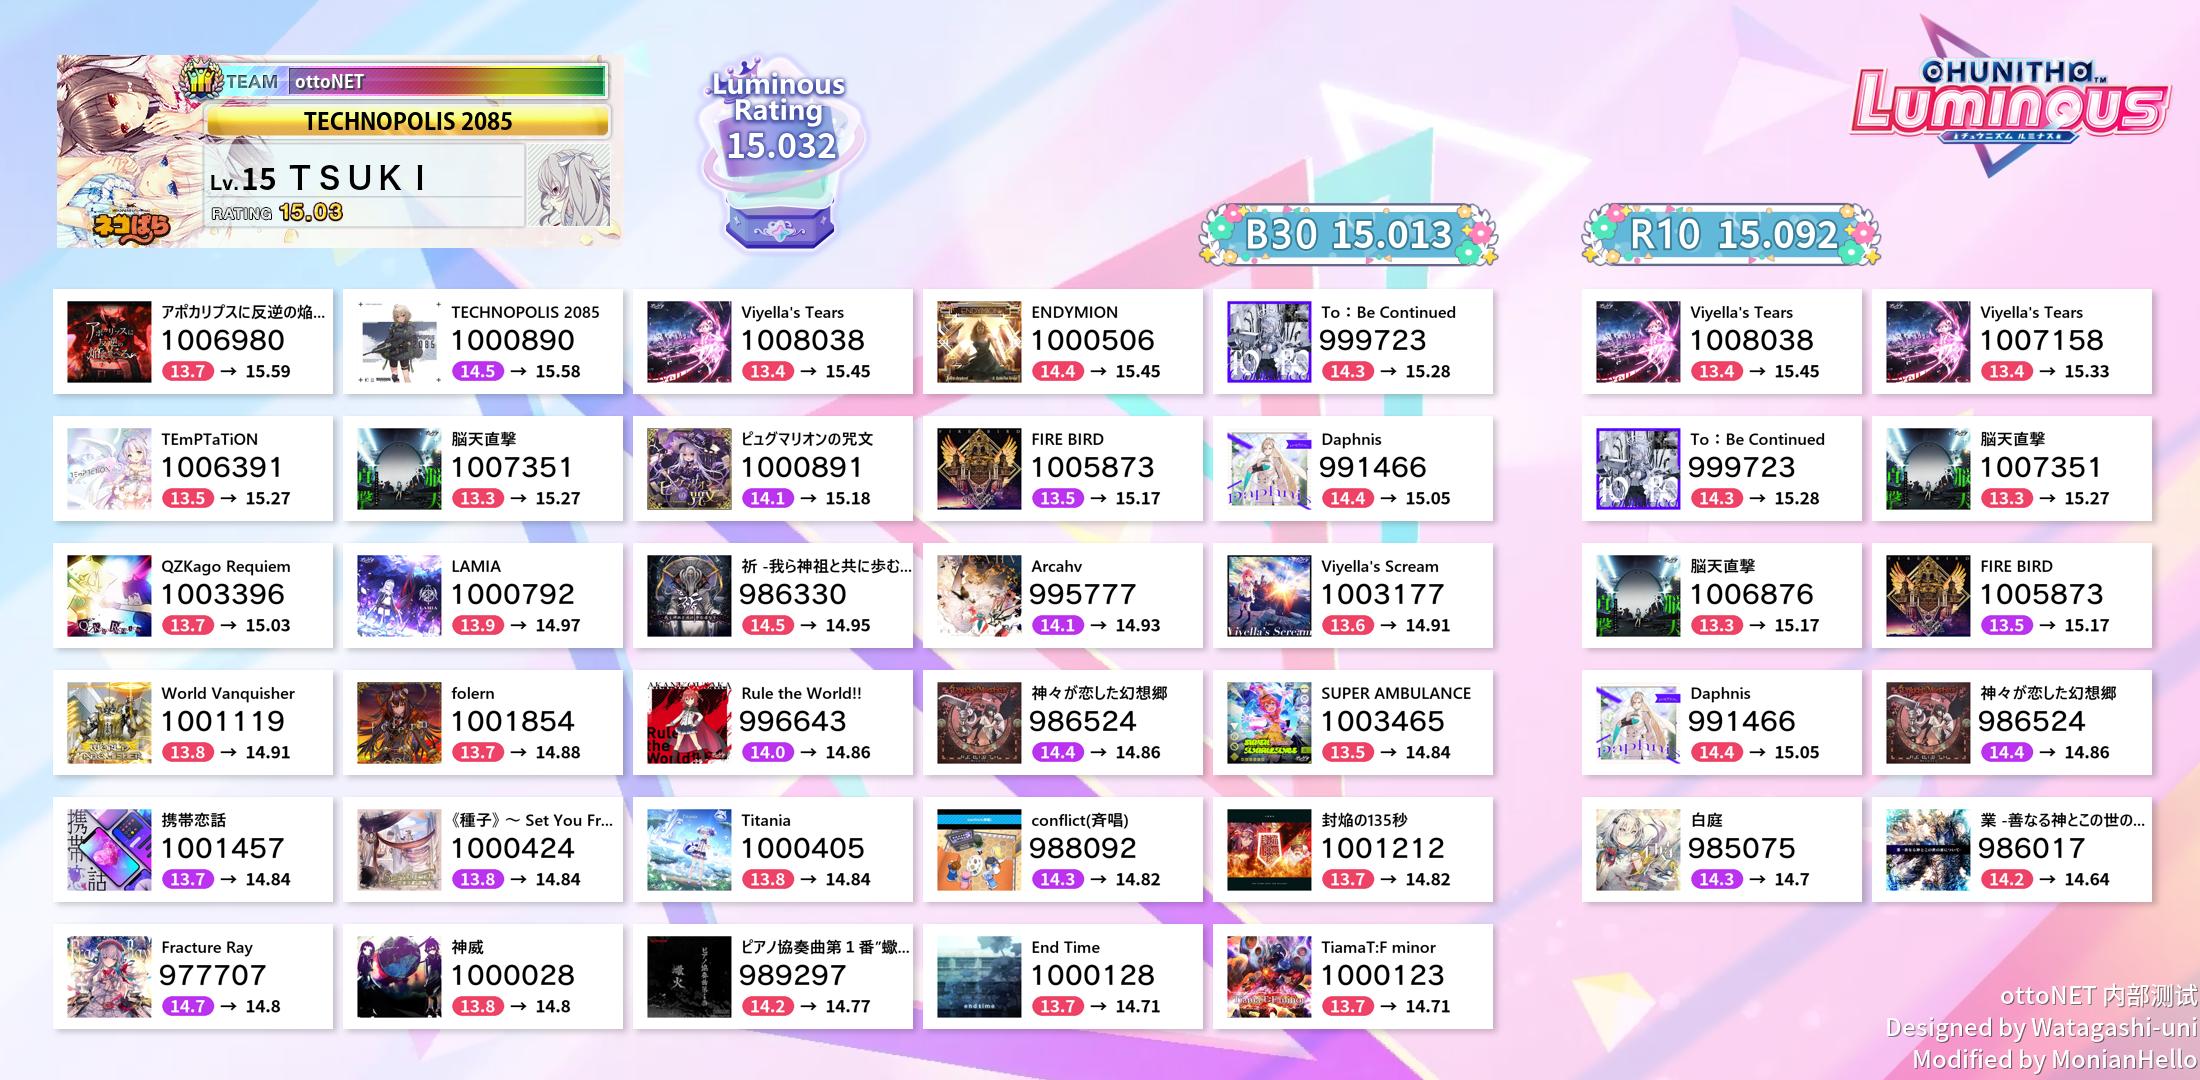 TEAM ottoNET
TECHNOPOLIS 2085
Lv.15 ＴＳＵＫＩ
RATING 15.03
ネコぱら
Luminous
Rating
15.032
CHUNITHM™
LUMINOUS
チュウニズム ルミナス
B30 15.013
R10 15.092
アポカリプスに反逆の焔...
1006980
13.7 → 15.59
TECHNOPOLIS 2085
1000890
14.5 → 15.58
Viyella's Tears
1008038
13.4 → 15.45
ENDYMION
1000506
14.4 → 15.45
To：Be Continued
999723
14.3 → 15.28
TEmPTaTiON
1006391
13.5 → 15.27
脳天直撃
1007351
13.3 → 15.27
ピュグマリオンの咒文
1000891
14.1 → 15.18
FIRE BIRD
1005873
13.5 → 15.17
Daphnis
991466
14.4 → 15.05
QZKago Requiem
1003396
13.7 → 15.03
LAMIA
1000792
13.9 → 14.97
祈 -我ら神祖と共に歩む...
986330
14.5 → 14.95
Arcahv
995777
14.1 → 14.93
Viyella's Scream
1003177
13.6 → 14.91
World Vanquisher
1001119
13.8 → 14.91
folern
1001854
13.7 → 14.88
Rule the World!!
996643
14.0 → 14.86
神々が恋した幻想郷
986524
14.4 → 14.86
SUPER AMBULANCE
1003465
13.5 → 14.84
携帯恋話
1001457
13.7 → 14.84
《種子》～ Set You Fr...
1000424
13.8 → 14.84
Titania
1000405
13.8 → 14.84
conflict(斉唱)
988092
14.3 → 14.82
封焔の135秒
1001212
13.7 → 14.82
Fracture Ray
977707
14.7 → 14.8
神威
1000028
13.8 → 14.8
ピアノ協奏曲第１番”蠍...
989297
14.2 → 14.77
End Time
1000128
13.7 → 14.71
TiamaT:F minor
1000123
13.7 → 14.71
Viyella's Tears
1008038
13.4 → 15.45
Viyella's Tears
1007158
13.4 → 15.33
To：Be Continued
999723
14.3 → 15.28
脳天直撃
1007351
13.3 → 15.27
脳天直撃
1006876
13.3 → 15.17
FIRE BIRD
1005873
13.5 → 15.17
Daphnis
991466
14.4 → 15.05
神々が恋した幻想郷
986524
14.4 → 14.86
白庭
985075
14.3 → 14.7
業 -善なる神とこの世の...
986017
14.2 → 14.64
ottoNET 内部测试
Designed by Watagashi-uni
Modified by MonianHello